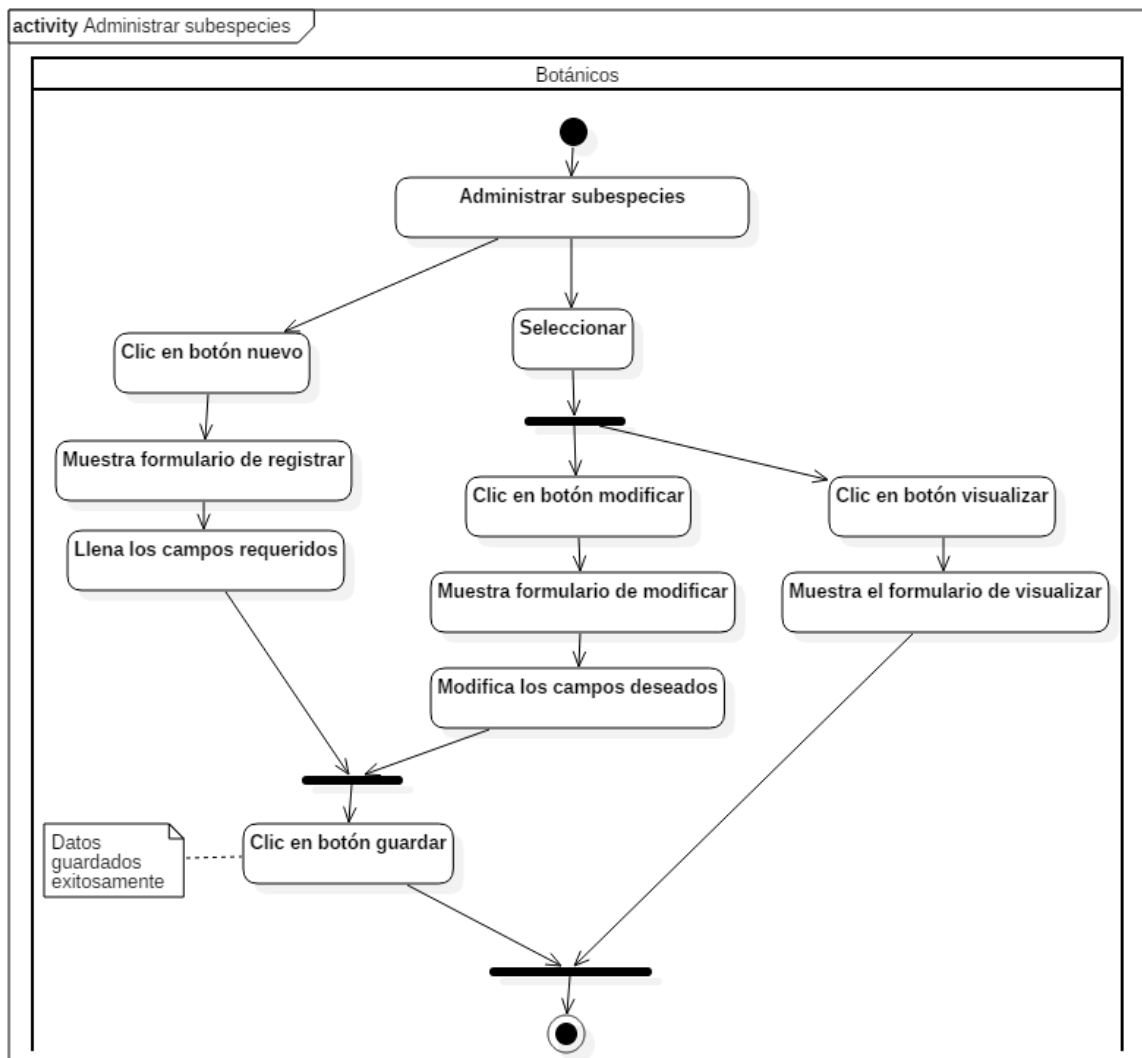 activity Administrar subespecies
Botánicos
Administrar subespecies
Seleccionar
Clic en botón nuevo
Muestra formulario de registrar
Clic en botón modificar
Clic en botón visualizar
Llena los campos requeridos
Muestra formulario de modificar
Muestra el formulario de visualizar
Modifica los campos deseados
Clic en botón guardar
Datos
guardados
exitosamente